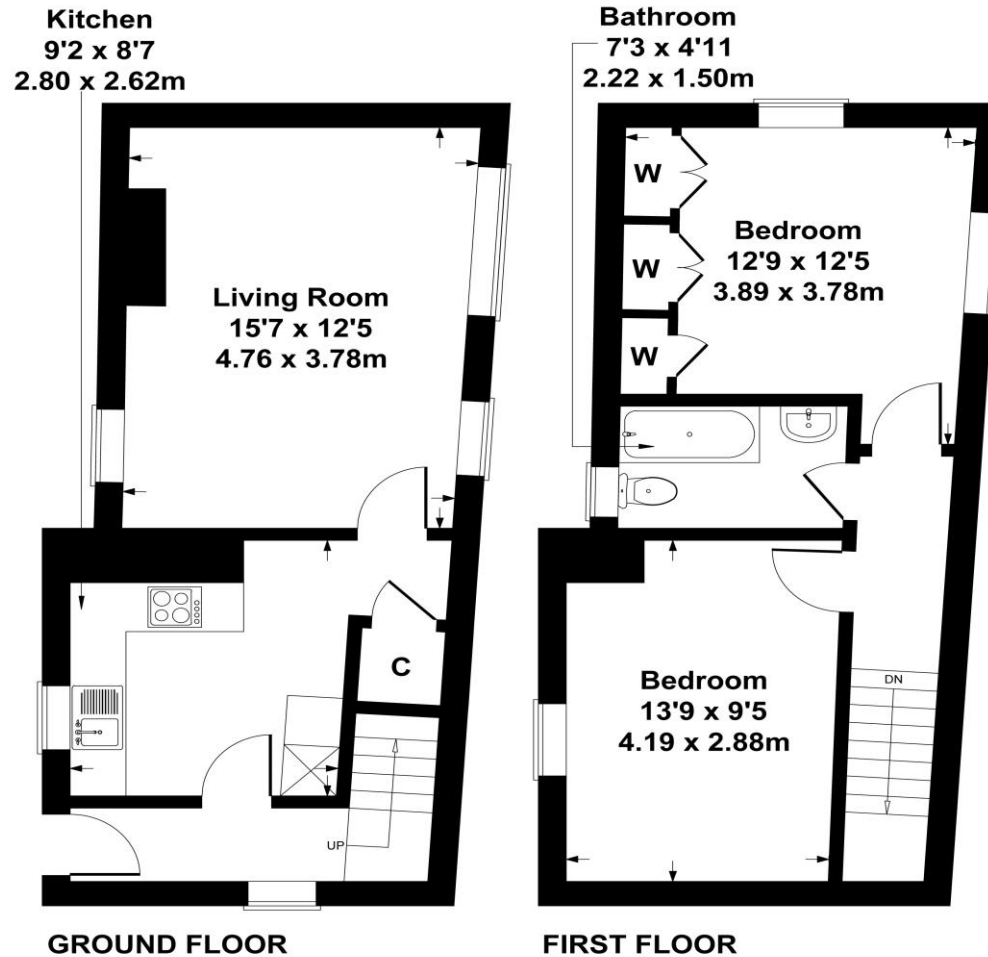 Kitchen
9'2 x 8'7
2.80 x 2.62m
Living Room
15'7 x 12'5
4.76 x 3.78m
C
UP
GROUND FLOOR
Bathroom
7'3 x 4'11
2.22 x 1.50m
W
W
W
Bedroom
12'9 x 12'5
3.89 x 3.78m
Bedroom
13'9 x 9'5
4.19 x 2.88m
DN
FIRST FLOOR